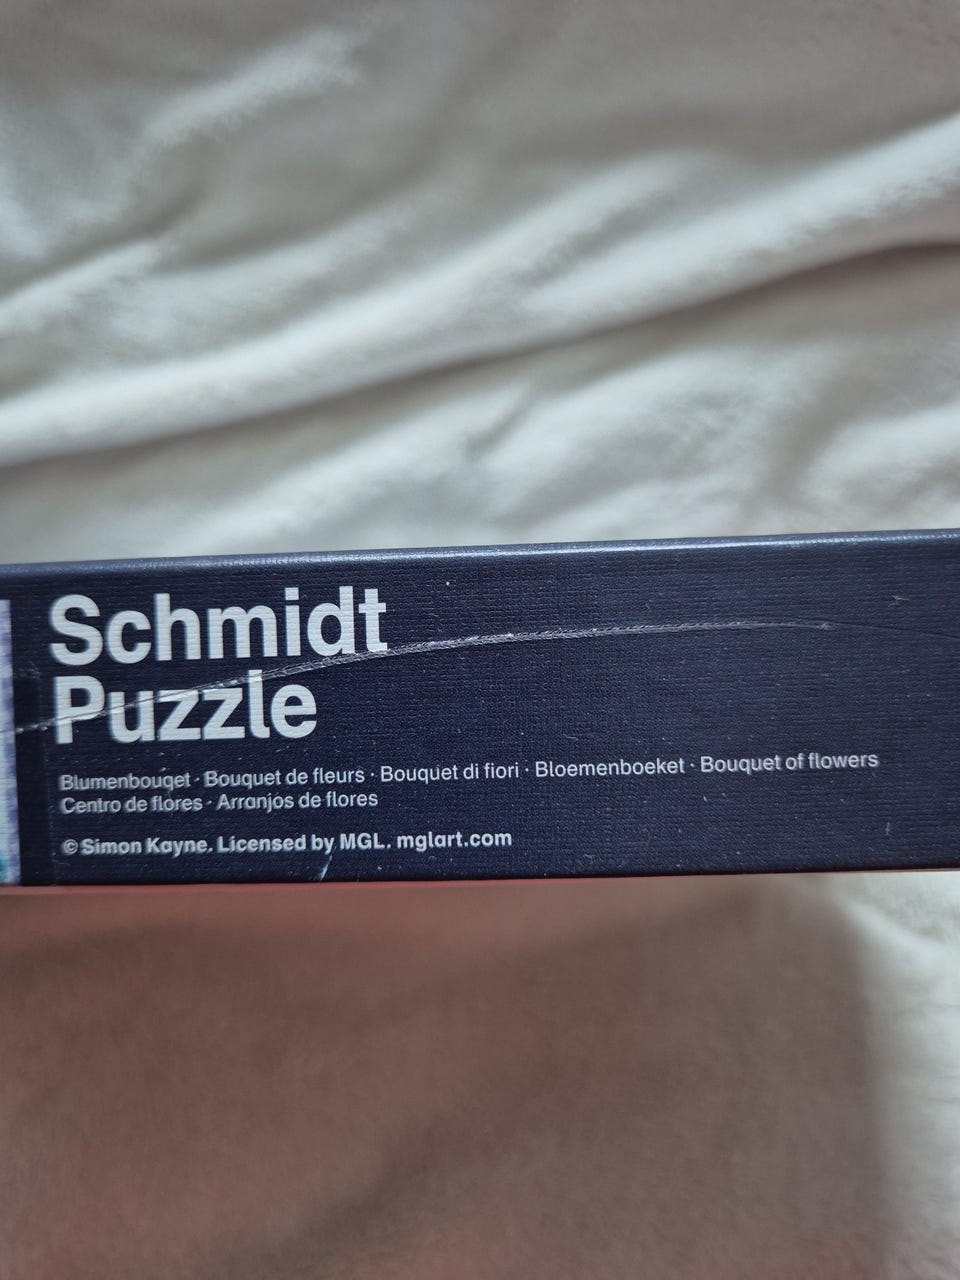 Schmidt
Puzzle
Blumenbouqet · Bouquet de fleurs · Bouquet di fiori · Bloemenboeket · Bouquet of flowers
Centro de flores · Arranjos de flores
© Simon Kayne. Licensed by MGL. mglart.com